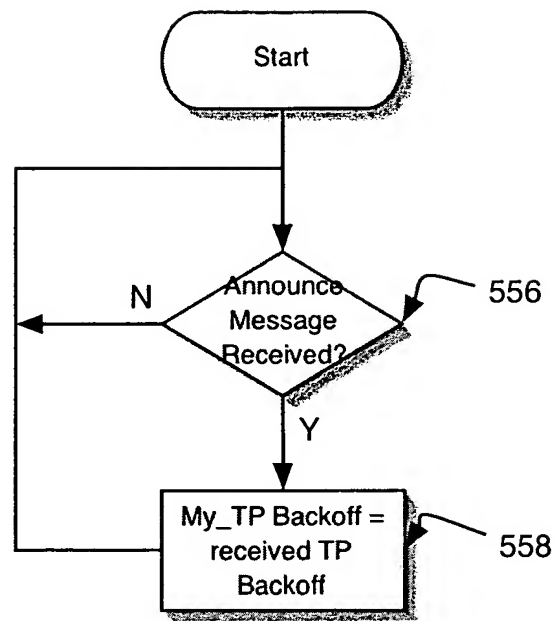 Start
N
Announce
Message
Received?
556
Y
My_TP Backoff =
received TP
Backoff
558